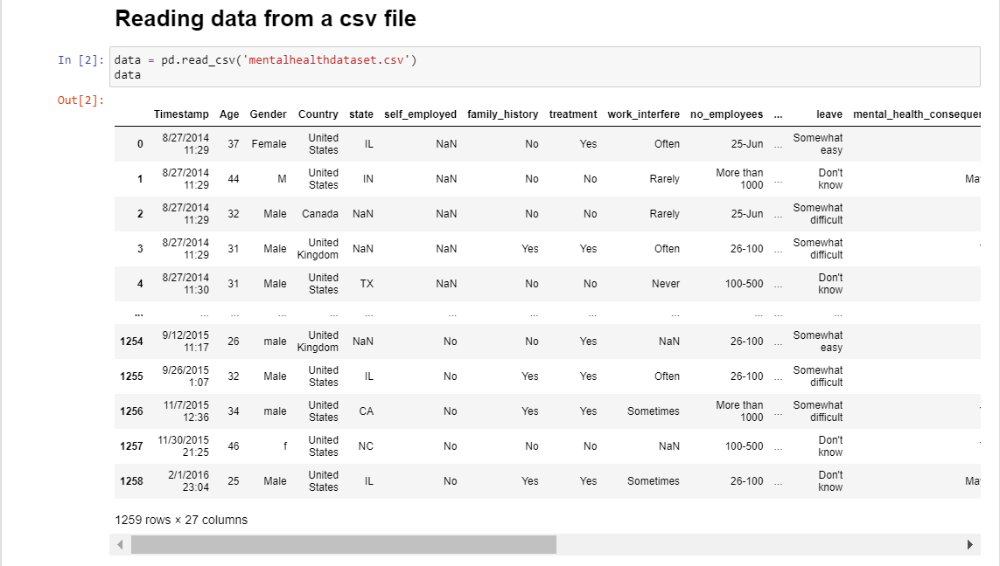 Reading data from a csv file
In [2]: data = pd.read_csv('mentalhealthdataset.csv')
data
Out[2]:
Timestamp Age Gender Country state self_employed family_history treatment work_interfere no_employees ... leave mental_health_consequen
0 8/27/2014 11:29 37 Female United States IL NaN No Yes Often 25-Jun ... Somewhat easy
1 8/27/2014 11:29 44 M United States IN NaN No No Rarely More than 1000 ... Don't know Ma
2 8/27/2014 11:29 32 Male Canada NaN NaN No No Rarely 25-Jun ... Somewhat difficult
3 8/27/2014 11:29 31 Male United Kingdom NaN NaN Yes Yes Often 26-100 ... Somewhat difficult
4 8/27/2014 11:30 31 Male United States TX NaN No No Never 100-500 ... Don't know
... ... ... ... ... ... ... ... ... ... ... ... ...
1254 9/12/2015 11:17 26 male United Kingdom NaN No No Yes NaN 26-100 ... Somewhat easy
1255 9/26/2015 1:07 32 Male United States IL No Yes Yes Often 26-100 ... Somewhat difficult
1256 11/7/2015 12:36 34 male United States CA No Yes Yes Sometimes More than 1000 ... Somewhat difficult
1257 11/30/2015 21:25 46 f United States NC No No No NaN 100-500 ... Don't know
1258 2/1/2016 23:04 25 Male United States IL No Yes Yes Sometimes 26-100 ... Don't know Ma
1259 rows × 27 columns